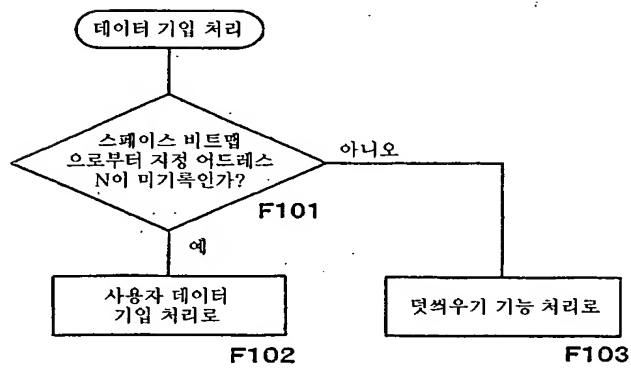 데이터 기입 처리
스페이스 비트맵
으로부터 지정 어드레스
N이 미기록인가?
아니오
F101
예
사용자 데이터
기입 처리로
F102
덧씌우기 기능 처리로
F103